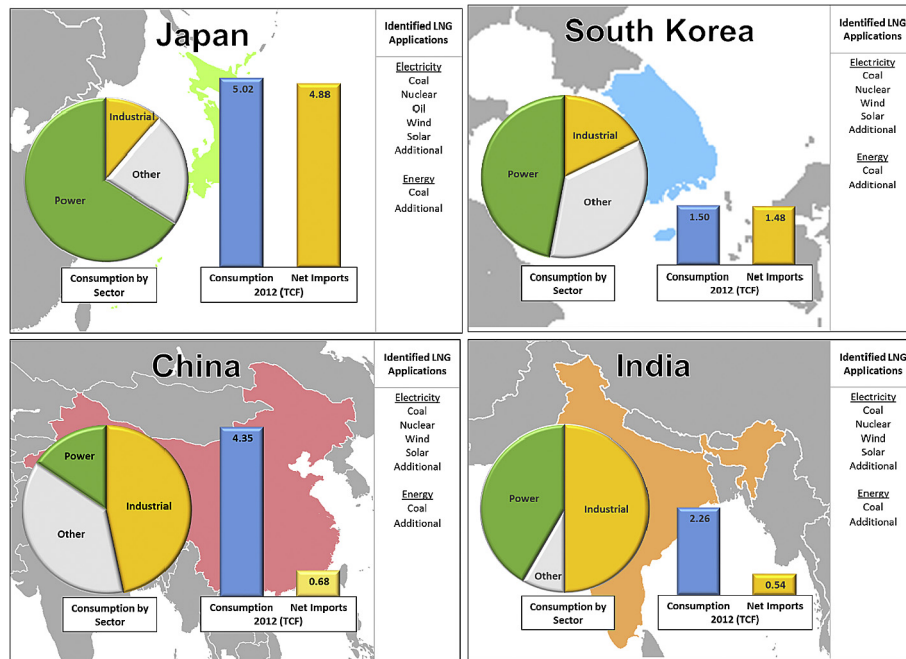 Japan
Identified LNG
Applications
Electricity
Coal
Nuclear
Oil
Wind
Solar
Additional
Energy
Coal
Additional
5.02
4.88
Industrial
Other
Power
Consumption by
Sector
Consumption Net Imports
2012 (TCF)
South Korea
Identified LNG
Applications
Electricity
Coal
Nuclear
Wind
Solar
Additional
Energy
Coal
Additional
Industrial
Power
Other
1.50
1.48
Consumption by
Sector
Consumption Net Imports
2012 (TCF)
China
Identified LNG
Applications
Electricity
Coal
Nuclear
Wind
Solar
Additional
Energy
Coal
Additional
4.35
Power
Industrial
Other
0.68
Consumption by
Sector
Consumption Net Imports
2012 (TCF)
India
Identified LNG
Applications
Electricity
Coal
Nuclear
Wind
Solar
Additional
Energy
Coal
Additional
Power
Industrial
Other
2.26
0.54
Consumption by
Sector
Consumption Net Imports
2012 (TCF)